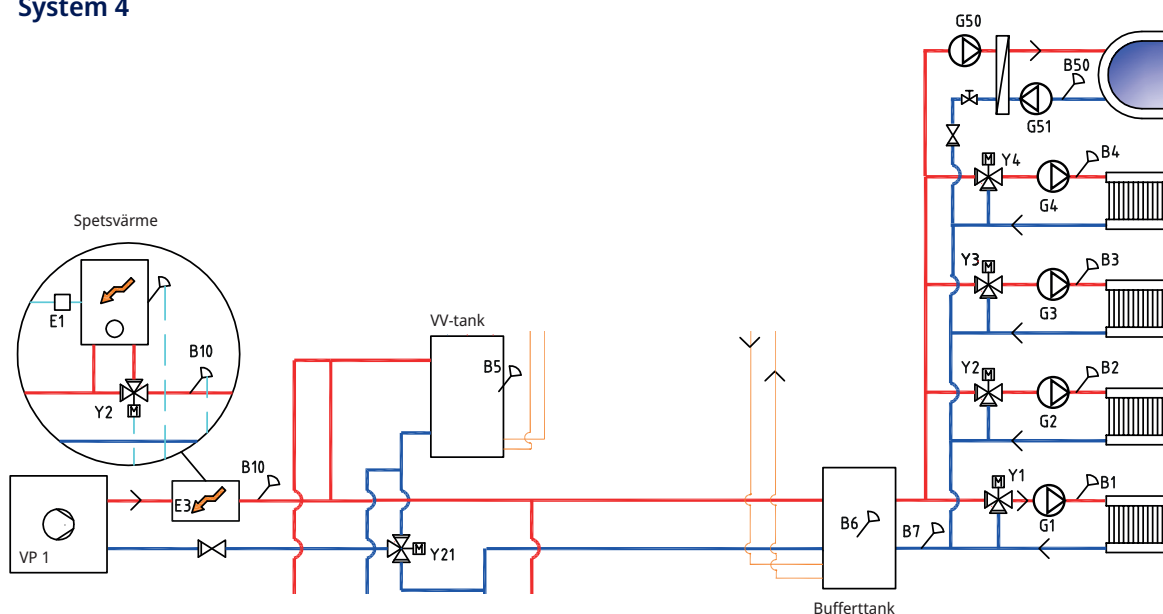 System 4
G50
B50
G51
Y4
B4
G4
Spetsvärme
Y3
B3
G3
E1
VV-tank
B10
B5
Y2
B2
Y2
M
G2
B10
Y1
B1
E3
B6
G1
B7
VP 1
M
Y21
Bufferttank
M
M
M
M